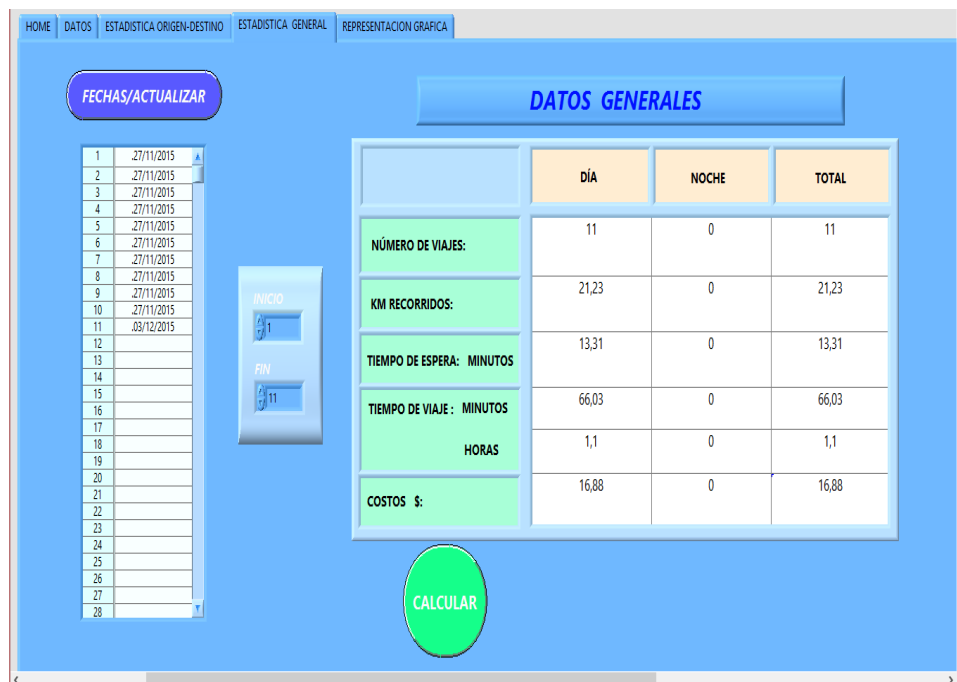 HOME DATOS ESTADISTICA ORIGEN-DESTINO ESTADISTICA GENERAL REPRESENTACION GRAFICA
FECHAS/ACTUALIZAR
DATOS GENERALES
1 .27/11/2015
2 .27/11/2015
3 .27/11/2015
4 .27/11/2015
5 .27/11/2015
6 .27/11/2015
7 .27/11/2015
8 .27/11/2015
9 .27/11/2015
10 .27/11/2015
11 .03/12/2015
12
13
14
15
16
17
18
19
20
21
22
23
24
25
26
27
28
INICIO
1
FIN
11
DÍA NOCHE TOTAL
NÚMERO DE VIAJES: 11 0 11
KM RECORRIDOS: 21,23 0 21,23
TIEMPO DE ESPERA: MINUTOS 13,31 0 13,31
TIEMPO DE VIAJE : MINUTOS 66,03 0 66,03
HORAS 1,1 0 1,1
COSTOS $: 16,88 0 16,88
CALCULAR